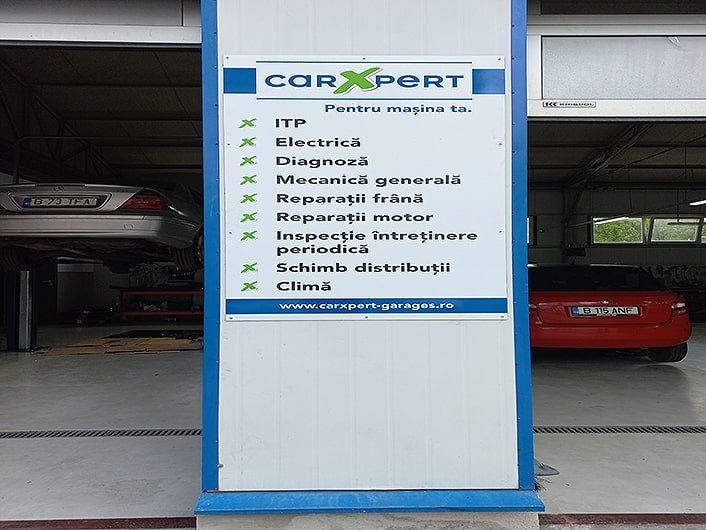 carXpert
Pentru mașina ta.
ITP
Electrică
Diagnoză
Mecanică generală
Reparații frână
Reparații motor
Inspecție întreținere
periodică
Schimb distribuții
Climă
www.carxpert-garages.ro
KRISPOL
B 73 TFA
B 115 ANF